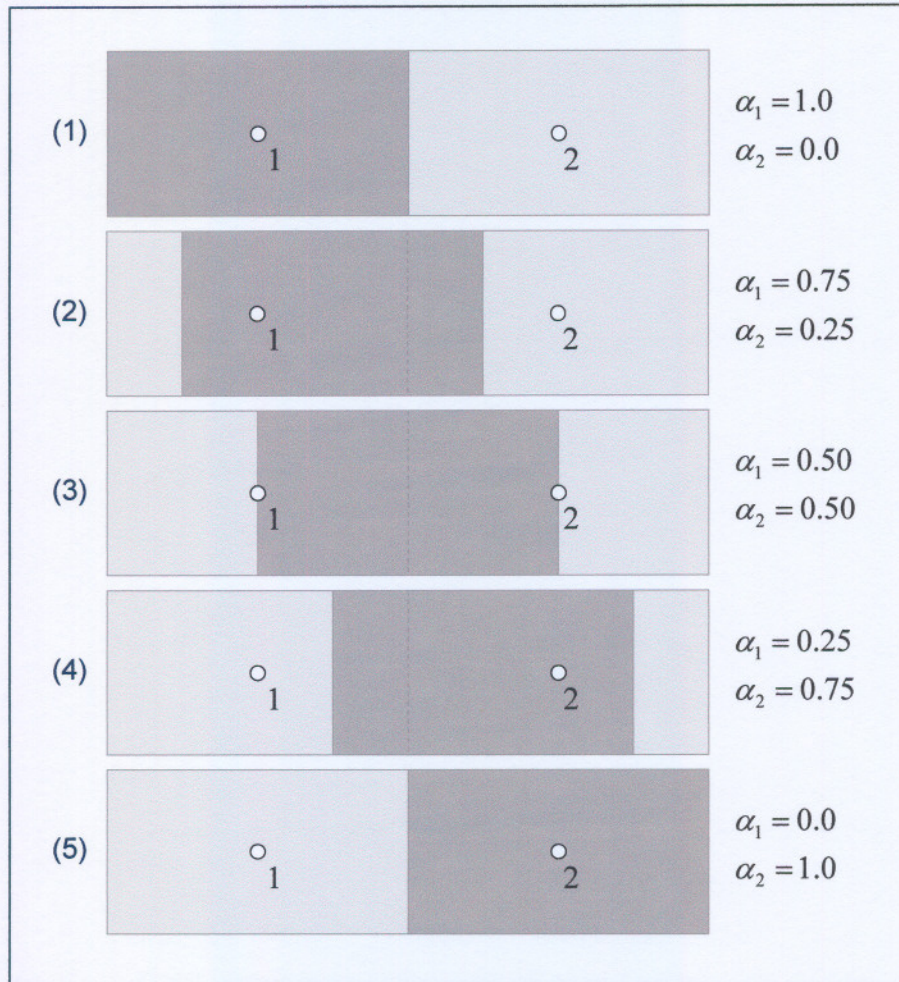 (1)
1
2
α₁ = 1.0
α₂ = 0.0
(2)
1
2
α₁ = 0.75
α₂ = 0.25
(3)
1
2
α₁ = 0.50
α₂ = 0.50
(4)
1
2
α₁ = 0.25
α₂ = 0.75
(5)
1
2
α₁ = 0.0
α₂ = 1.0